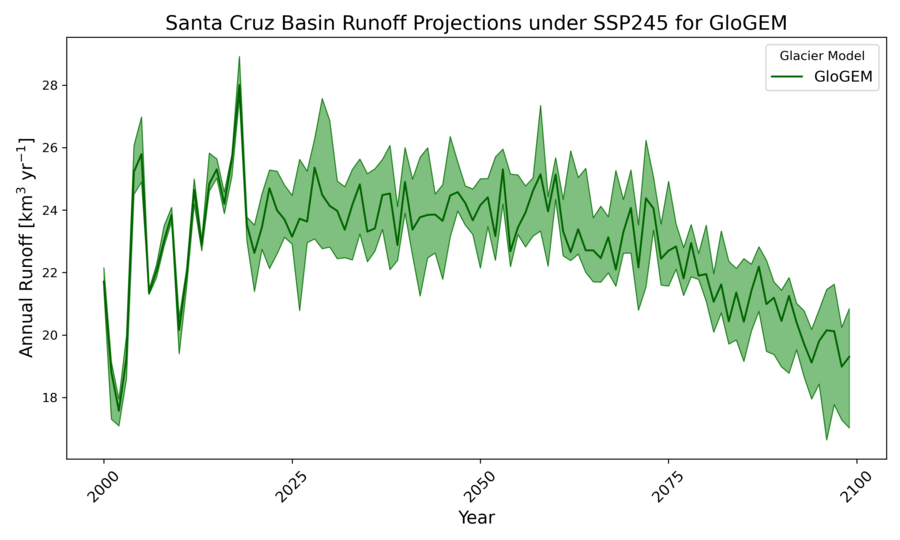 Santa Cruz Basin Runoff Projections under SSP245 for GloGEM
Glacier Model
GloGEM
Annual Runoff [km³ yr⁻¹]
28
26
24
22
20
18
2000
2025
2050
2075
2100
Year